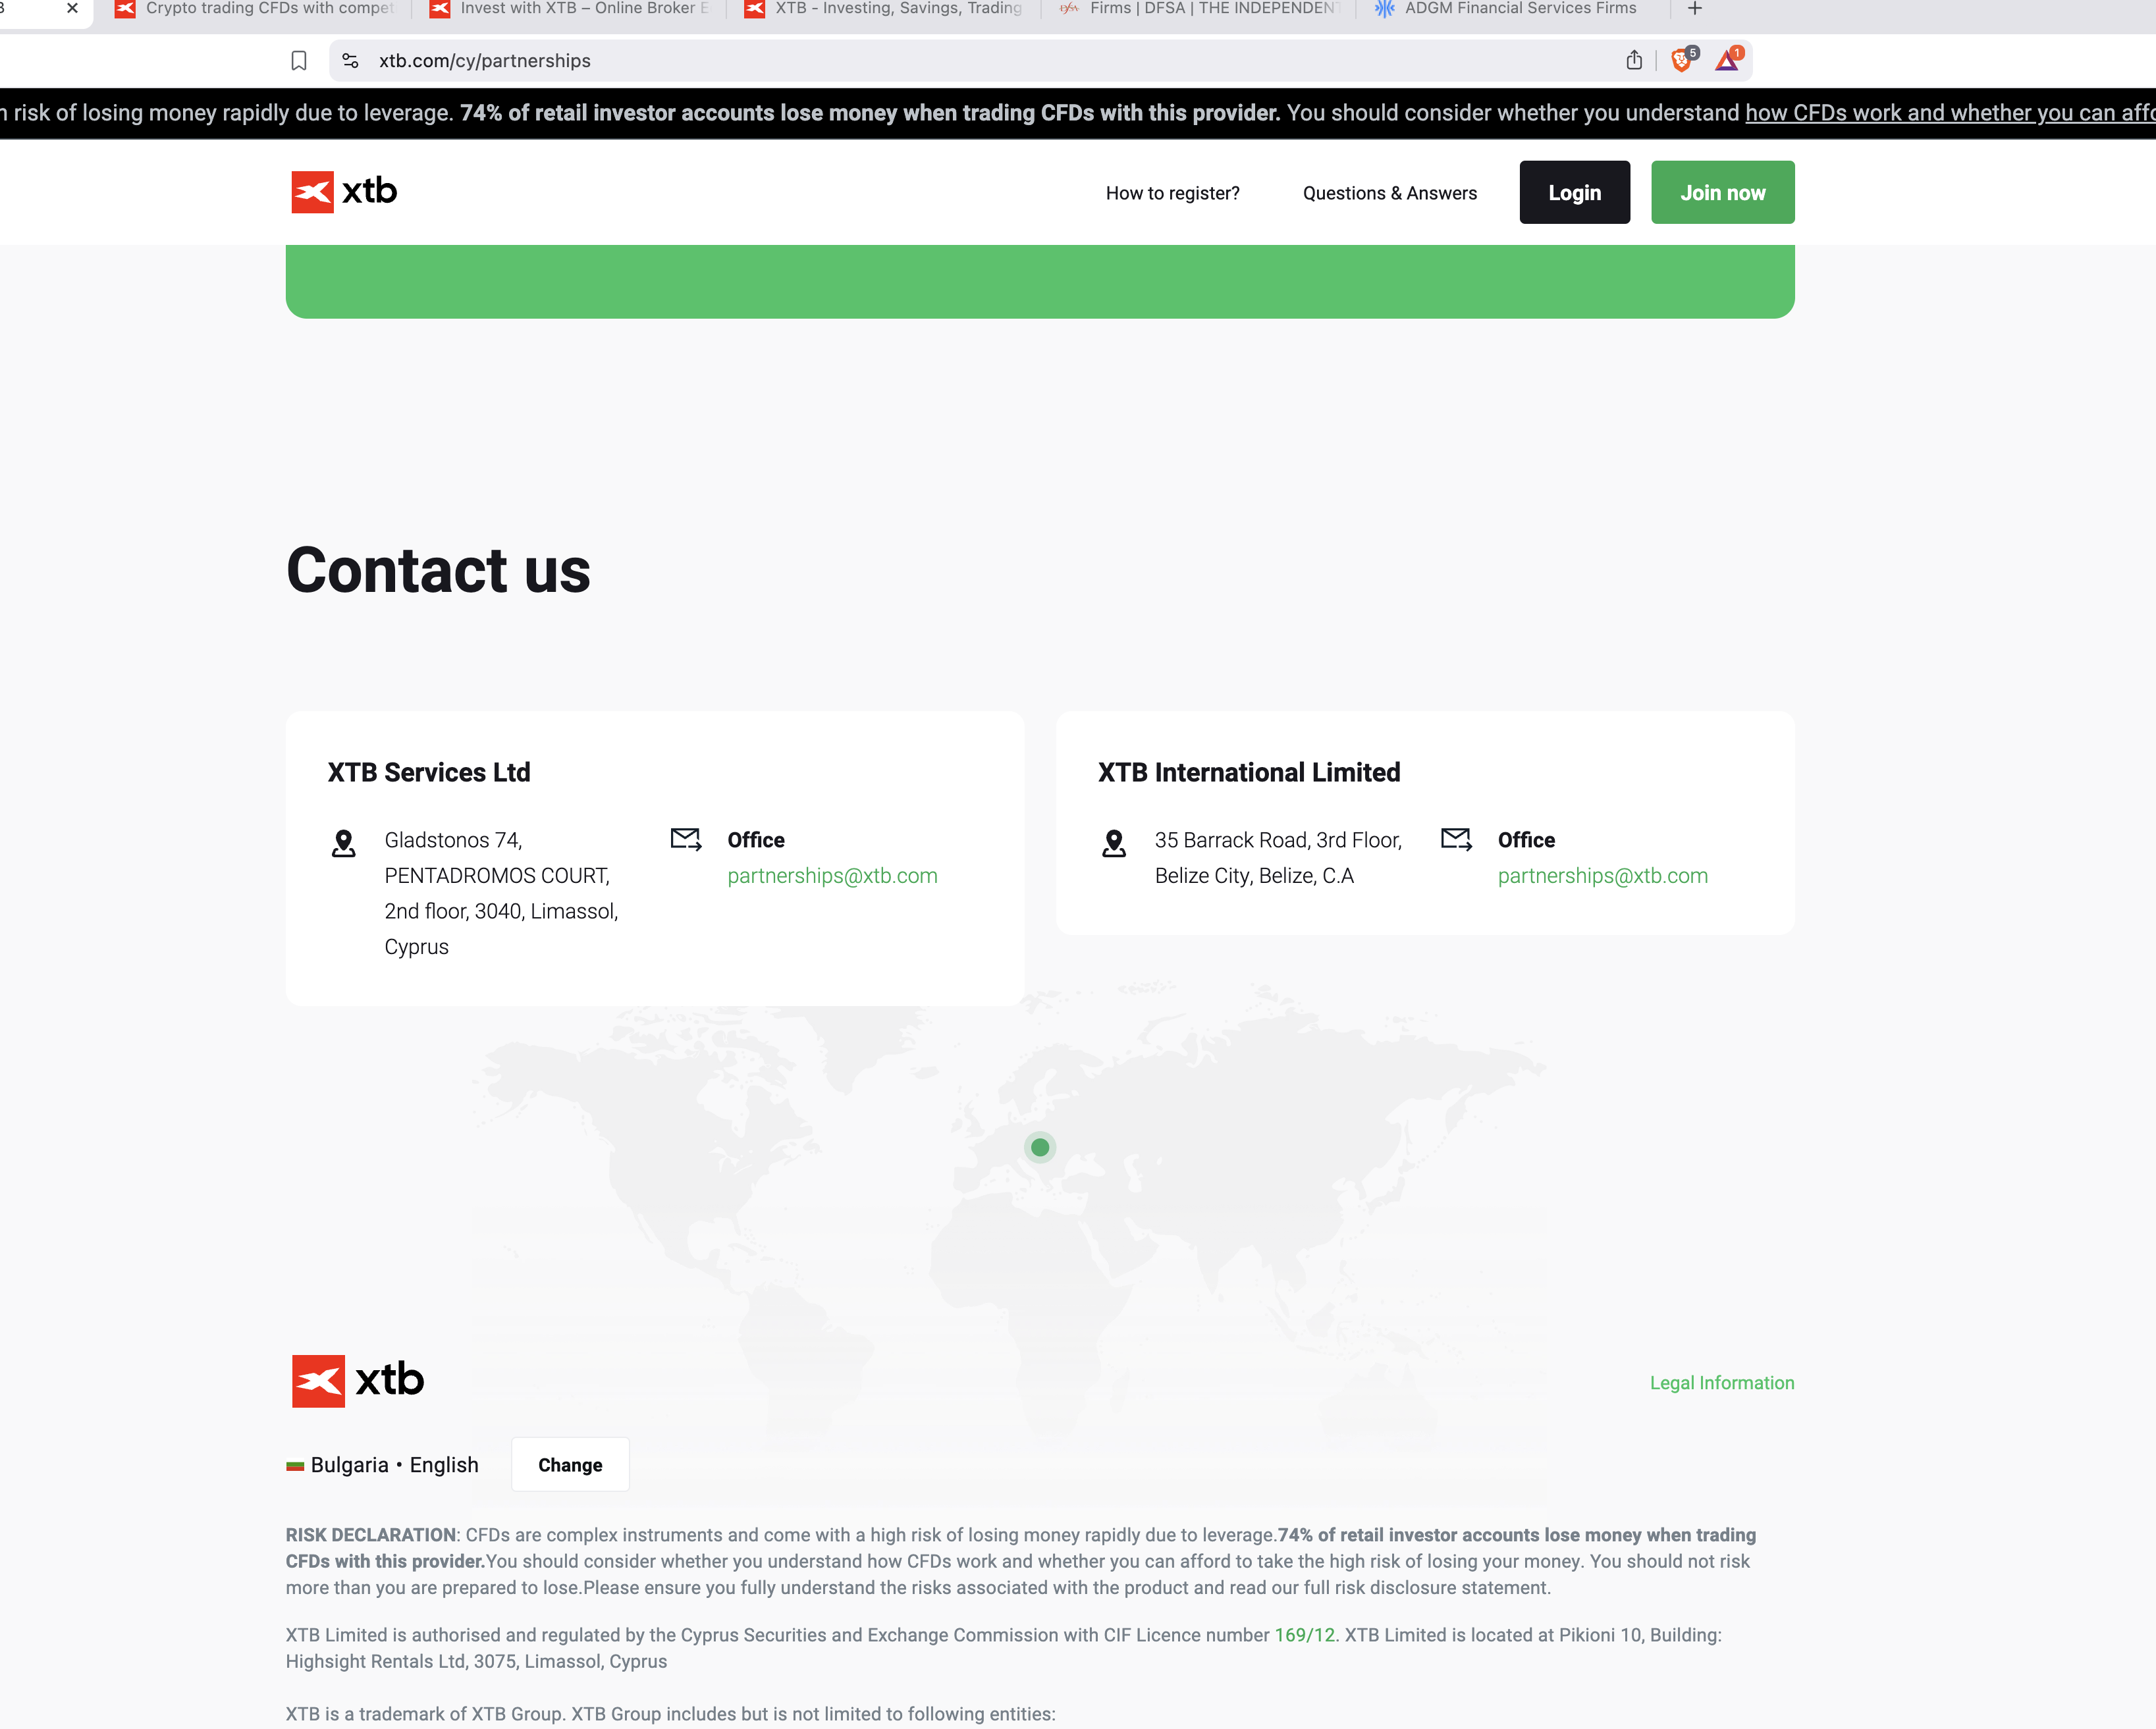 Crypto trading CFDs with compet
Invest with XTB – Online Broker E
XTB - Investing, Savings, Trading
Firms | DFSA | THE INDEPENDENT
ADGM Financial Services Firms
xtb.com/cy/partnerships
5
1
risk of losing money rapidly due to leverage. 74% of retail investor accounts lose money when trading CFDs with this provider. You should consider whether you understand how CFDs work and whether you can affo
xtb
How to register?
Questions & Answers
Login
Join now
Contact us
XTB Services Ltd
Gladstonos 74,
PENTADROMOS COURT,
2nd floor, 3040, Limassol,
Cyprus
Office
partnerships@xtb.com
XTB International Limited
35 Barrack Road, 3rd Floor,
Belize City, Belize, C.A
Office
partnerships@xtb.com
xtb
Legal Information
Bulgaria • English
Change
RISK DECLARATION: CFDs are complex instruments and come with a high risk of losing money rapidly due to leverage.74% of retail investor accounts lose money when trading
CFDs with this provider.You should consider whether you understand how CFDs work and whether you can afford to take the high risk of losing your money. You should not risk
more than you are prepared to lose.Please ensure you fully understand the risks associated with the product and read our full risk disclosure statement.
XTB Limited is authorised and regulated by the Cyprus Securities and Exchange Commission with CIF Licence number 169/12. XTB Limited is located at Pikioni 10, Building:
Highsight Rentals Ltd, 3075, Limassol, Cyprus
XTB is a trademark of XTB Group. XTB Group includes but is not limited to following entities: